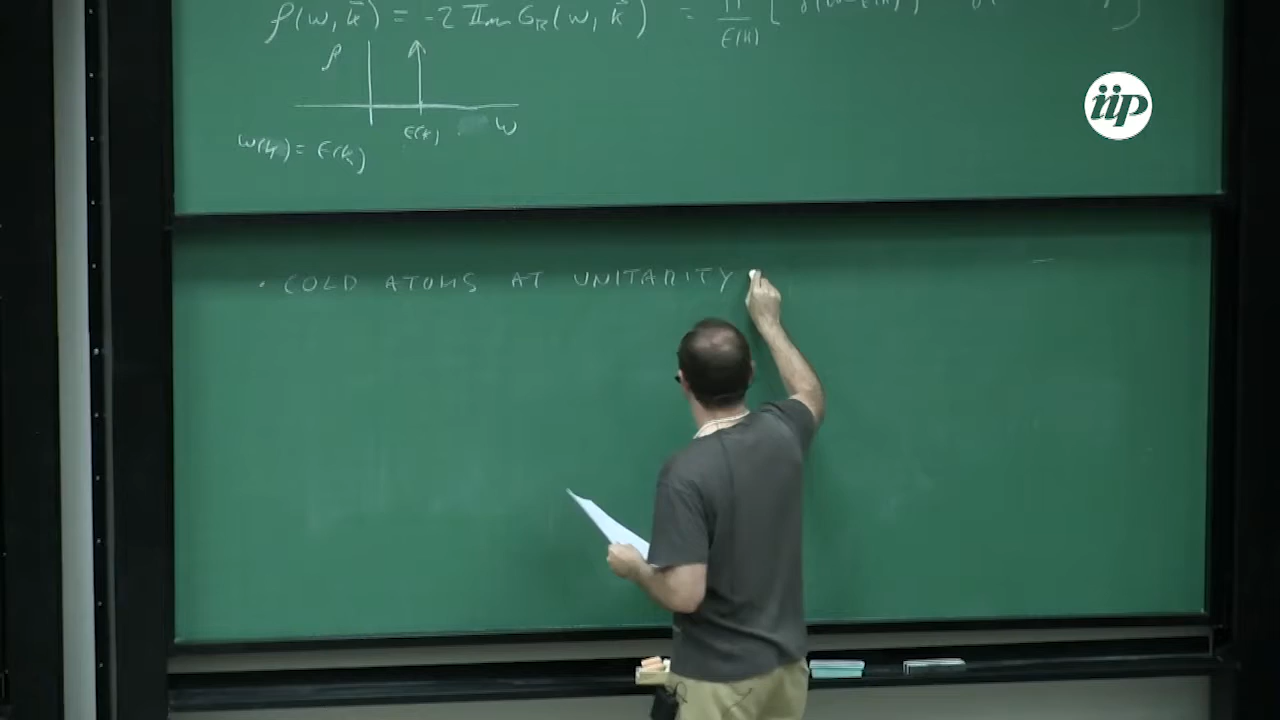 ρ(ω, k⃗) = -2 Im G_R(ω, k⃗) = π/E(k) [
ρ
E(k) ω
ω(k) = E(k)
iip
· COLD ATOMS AT UNITARITY